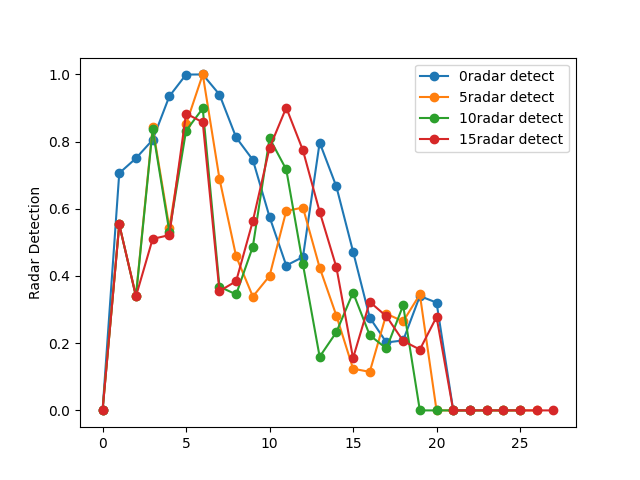 1.0
0.8
0.6
0.4
0.2
0.0
Radar Detection
0radar detect
5radar detect
10radar detect
15radar detect
0 5 10 15 20 25